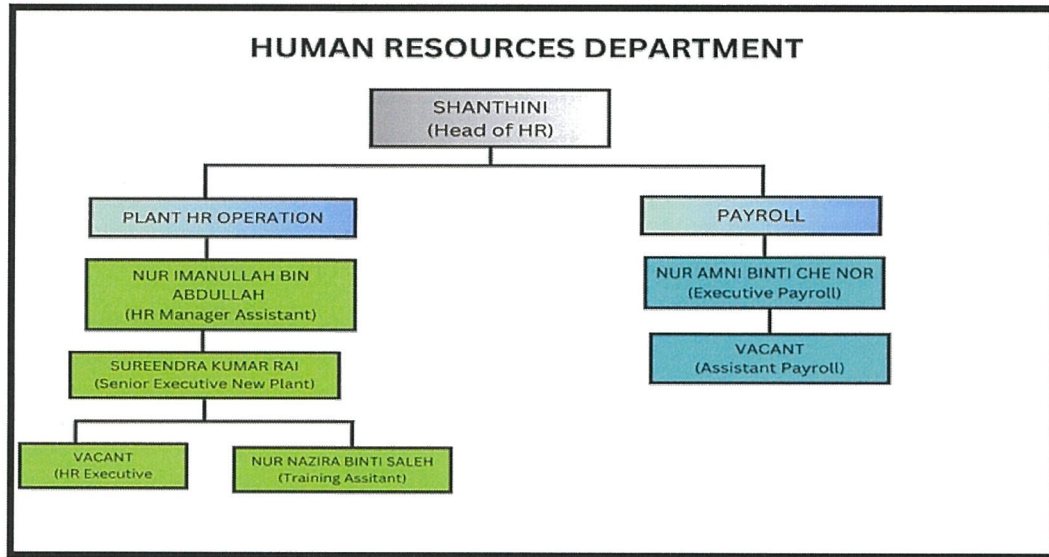 HUMAN RESOURCES DEPARTMENT
SHANTHINI
(Head of HR)
PLANT HR OPERATION
PAYROLL
NUR IMANULLAH BIN
ABDULLAH
(HR Manager Assistant)
NUR AMNI BINTI CHE NOR
(Executive Payroll)
SUREENDRA KUMAR RAI
(Senior Executive New Plant)
VACANT
(Assistant Payroll)
VACANT
(HR Executive
NUR NAZIRA BINTI SALEH
(Training Assitant)